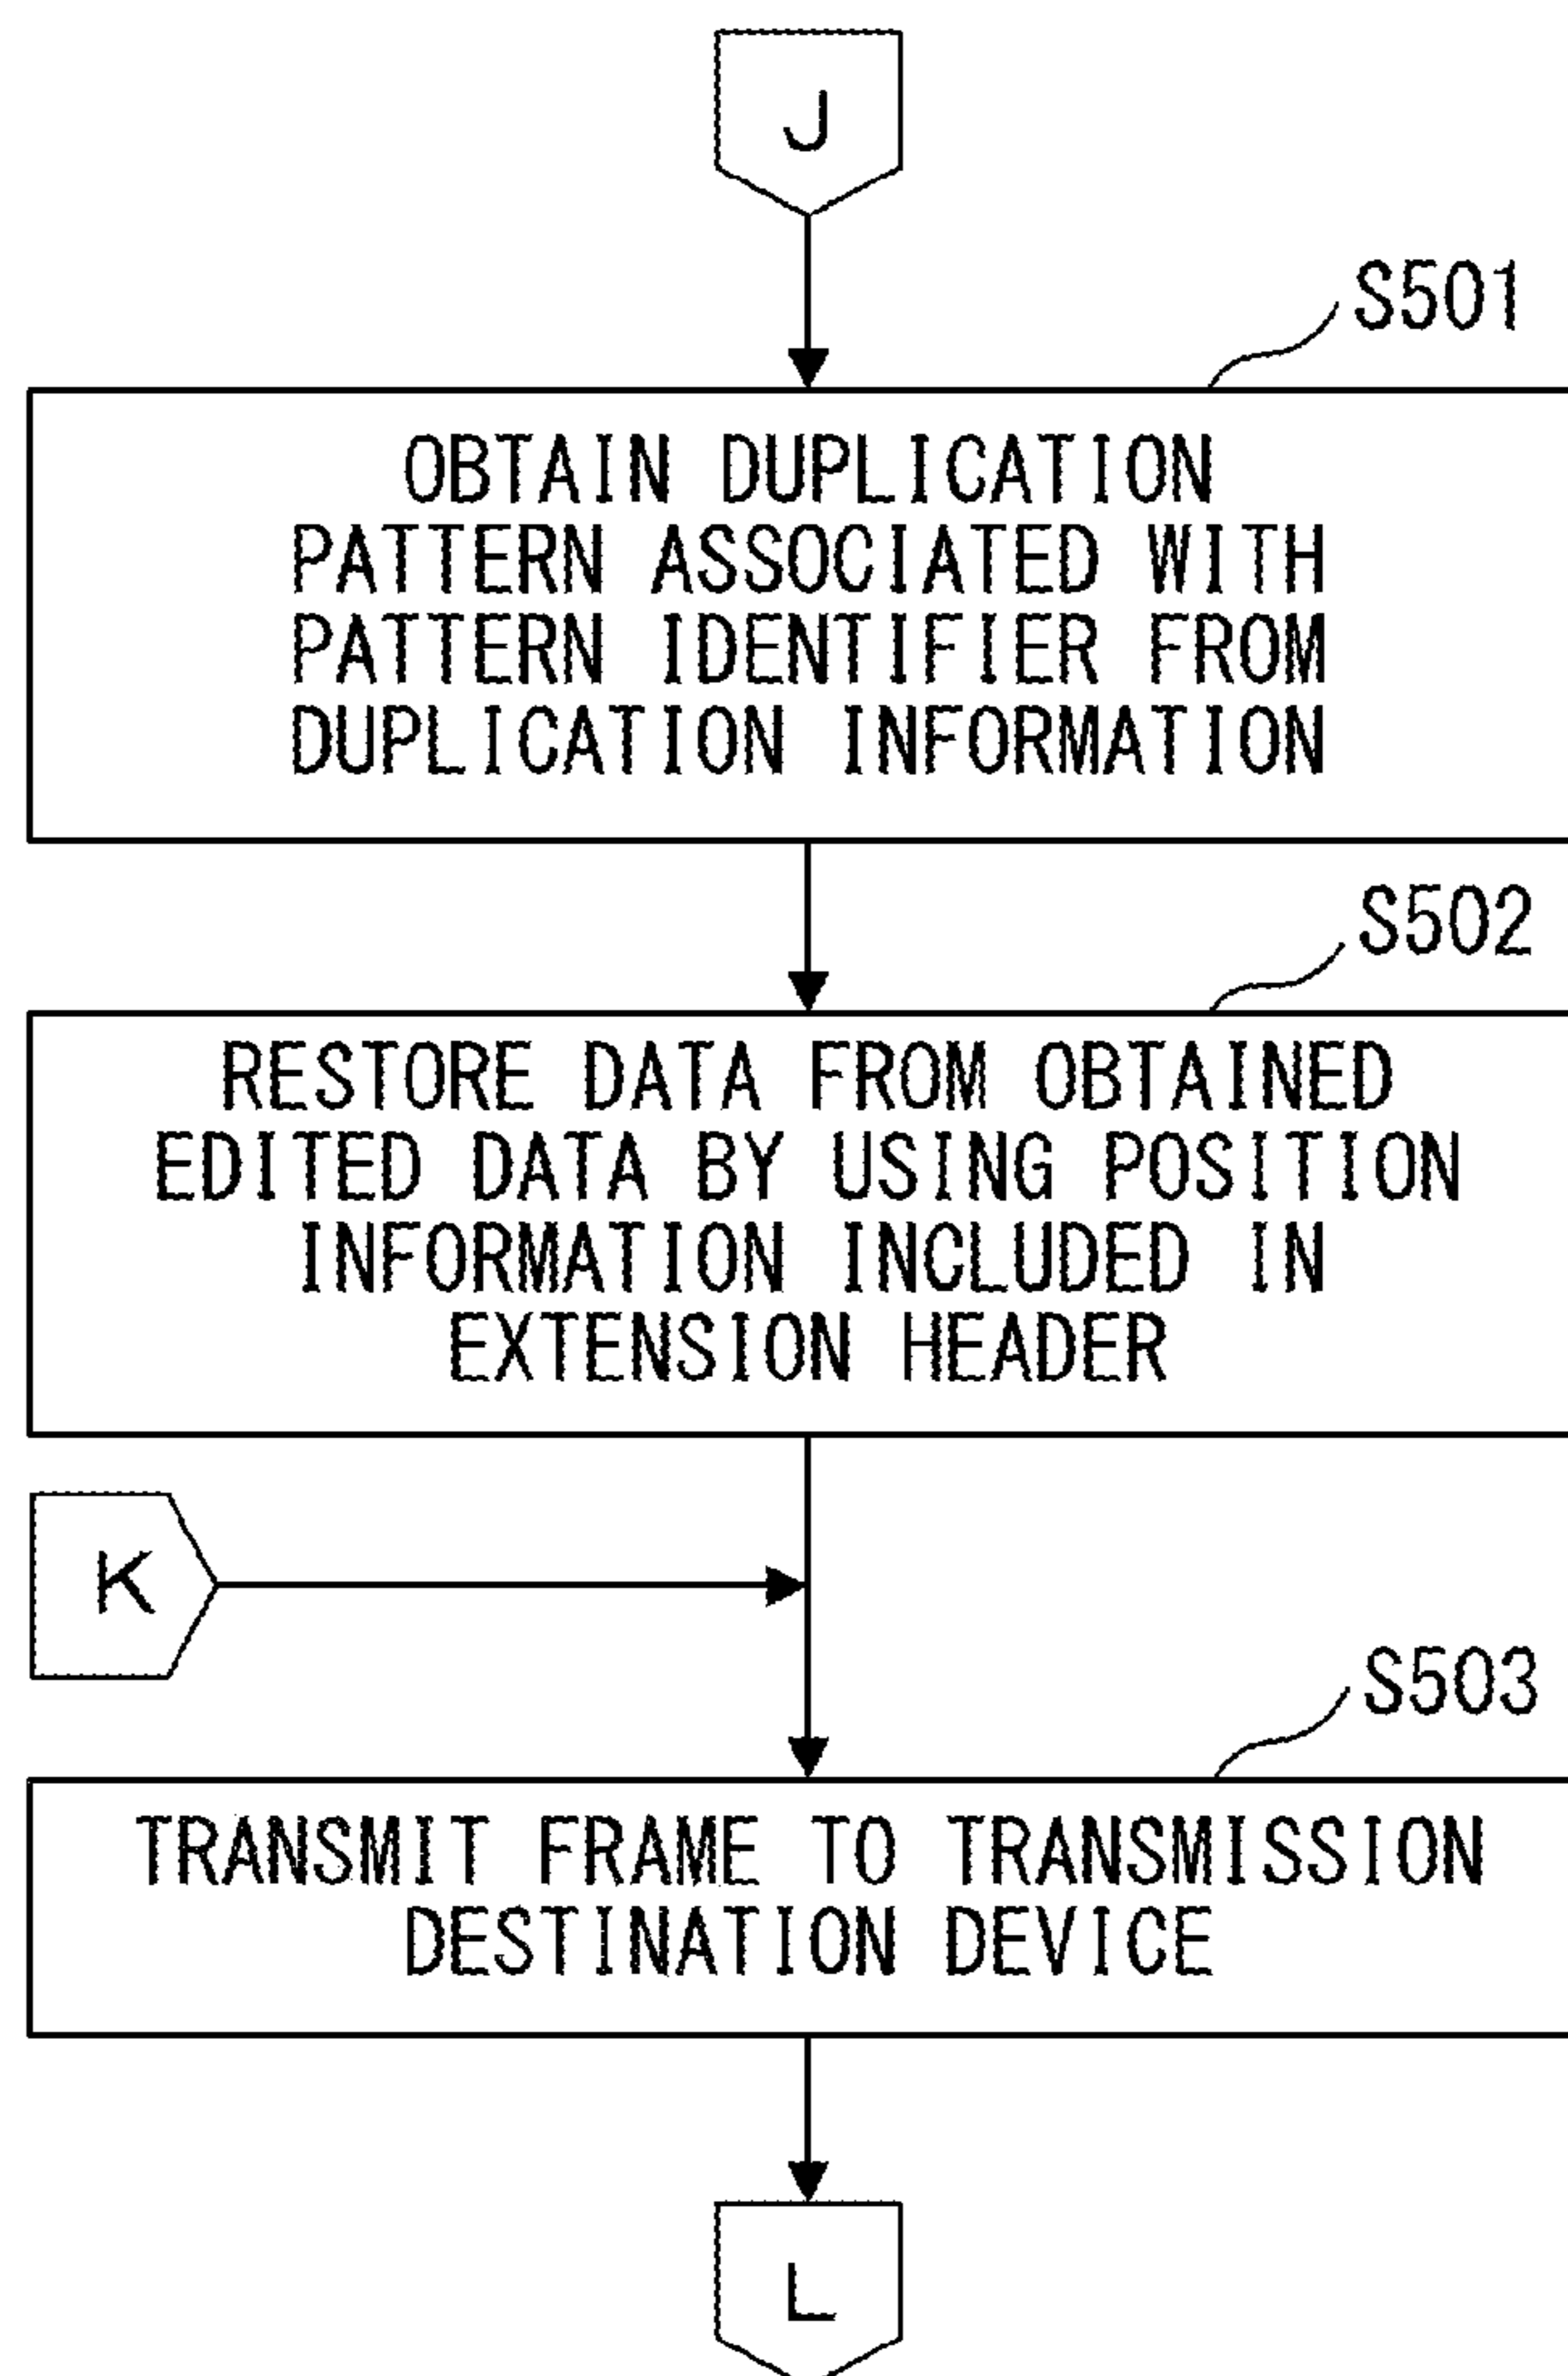 J
S501
OBTAIN DUPLICATION
PATTERN ASSOCIATED WITH
PATTERN IDENTIFIER FROM
DUPLICATION INFORMATION
S502
RESTORE DATA FROM OBTAINED
EDITED DATA BY USING POSITION
INFORMATION INCLUDED IN
EXTENSION HEADER
K
S503
TRANSMIT FRAME TO TRANSMISSION
DESTINATION DEVICE
L